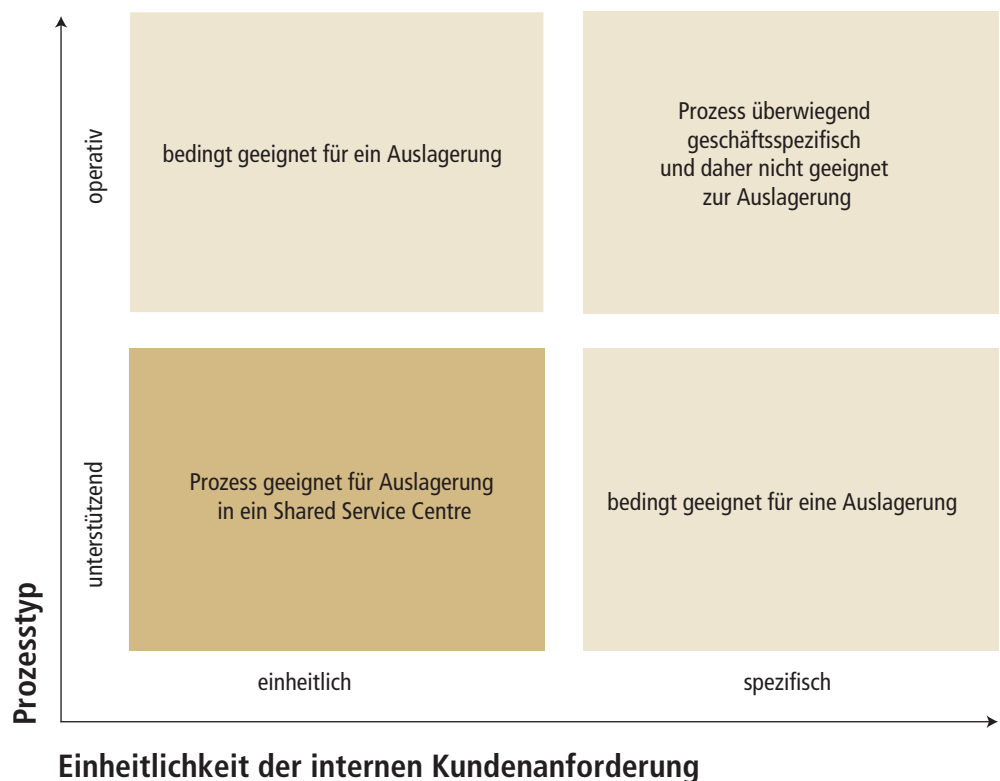 operativ
bedingt geeignet für ein Auslagerung
Prozess überwiegend
geschäftsspezifisch
und daher nicht geeignet
zur Auslagerung
unterstützend
Prozess geeignet für Auslagerung
in ein Shared Service Centre
bedingt geeignet für eine Auslagerung
Prozesstyp
einheitlich
spezifisch
Einheitlichkeit der internen Kundenanforderung